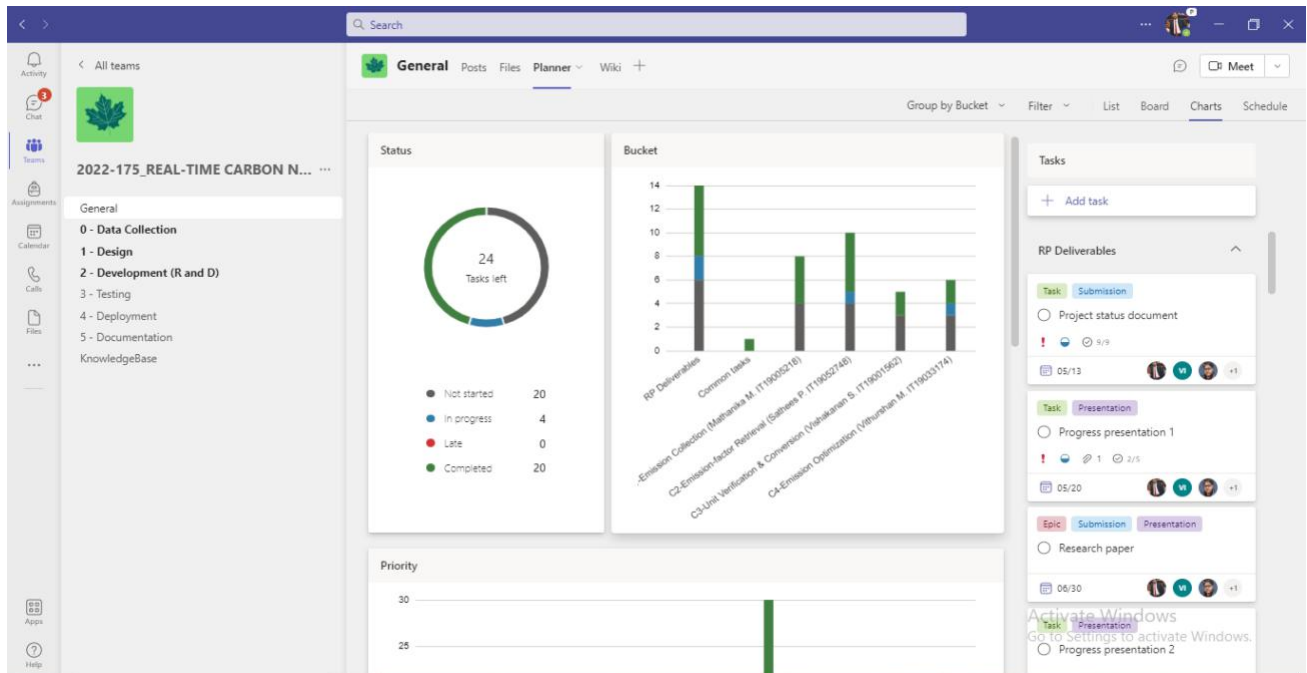 Search
P
Activity
3
Chat
Teams
Assignments
Calendar
Calls
Files
Apps
Help
All teams
2022-175_REAL-TIME CARBON N...
General
0 - Data Collection
1 - Design
2 - Development (R and D)
3 - Testing
4 - Deployment
5 - Documentation
KnowledgeBase
General Posts Files Planner Wiki
Meet
Group by Bucket Filter List Board Charts Schedule
Status
24
Tasks left
Not started 20
In progress 4
Late 0
Completed 20
Bucket
14
12
10
8
6
4
2
0
RP Deliverables
Common tasks
-Emission Collection (Mathanika M. IT19005218)
C2-Emission-factor Retrieval (Sathees P. IT19052748)
C3-Unit Verification & Conversion (Vishakanan S. IT19001562)
C4-Emission Optimization (Vithurshan M. IT19033174)
Priority
30
25
Tasks
Add task
RP Deliverables
Task Submission
Project status document
9/9
05/13 VI +1
Task Presentation
Progress presentation 1
1 2/5
05/20 VI +1
Epic Submission Presentation
Research paper
06/30 VI +1
Task Presentation
Progress presentation 2
Activate Windows
Go to Settings to activate Windows.